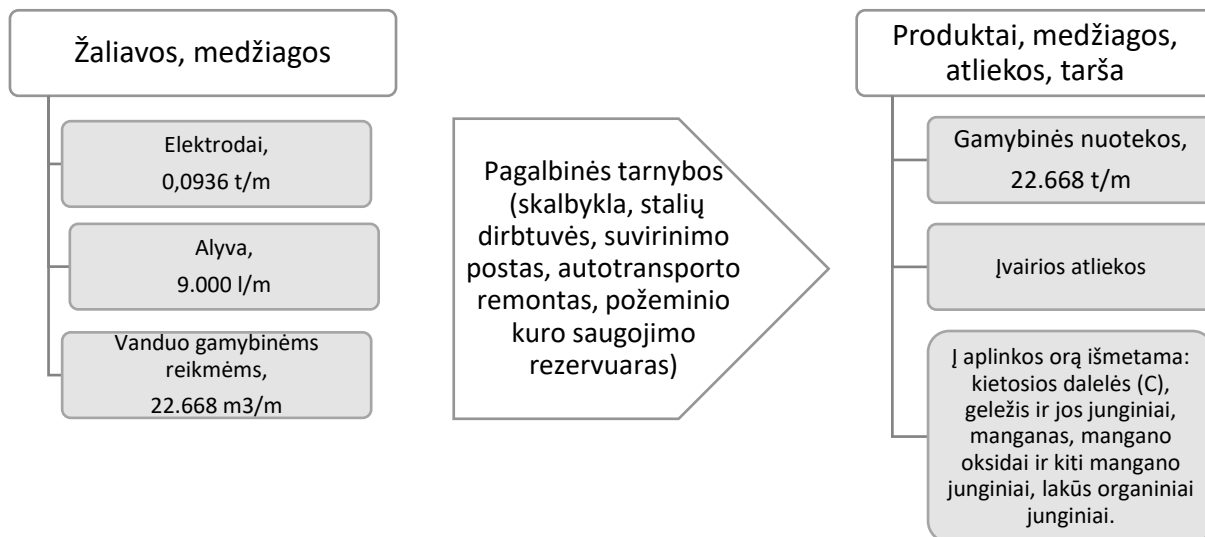 Žaliavos, medžiagos
Elektrodai,
0,0936 t/m
Alyva,
9.000 l/m
Vanduo gamybinėms
reikmėms,
22.668 m3/m
Pagalbinės tarnybos
(skalbykla, stalių
dirbtuvės, suvirinimo
postas, autotransporto
remontas, požeminio
kuro saugojimo
rezervuaras)
Produktai, medžiagos,
atliekos, tarša
Gamybinės nuotekos,
22.668 t/m
Įvairios atliekos
Į aplinkos orą išmetama:
kietosios dalelės (C),
geležis ir jos junginiai,
manganas, mangano
oksidai ir kiti mangano
junginiai, lakūs organiniai
junginiai.